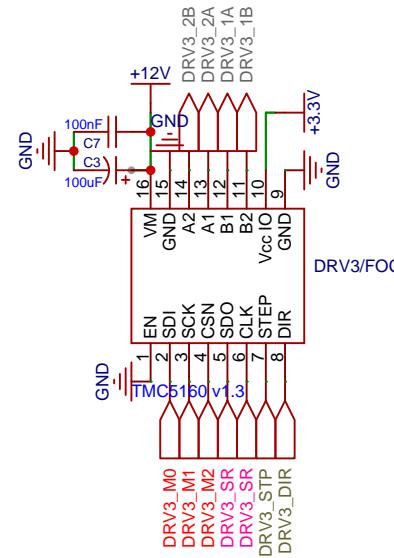 DRV3_2B
DRV3_2A
DRV3_1A
DRV3_1B
+12V
+3.3V
100nF
C7
GND
GND
C3
100uF
+
GND
16
15
14
13
12
11
10
9
VM
GND
A2
A1
B1
B2
Vcc IO
GND
DRV3/FOC
EN
SDI
SCK
CSN
SDO
CLK
STEP
DIR
1
2
3
4
5
6
7
8
GND
TMC5160 v1.3
DRV3_M0
DRV3_M1
DRV3_M2
DRV3_SR
DRV3_SR
DRV3_STP
DRV3_DIR